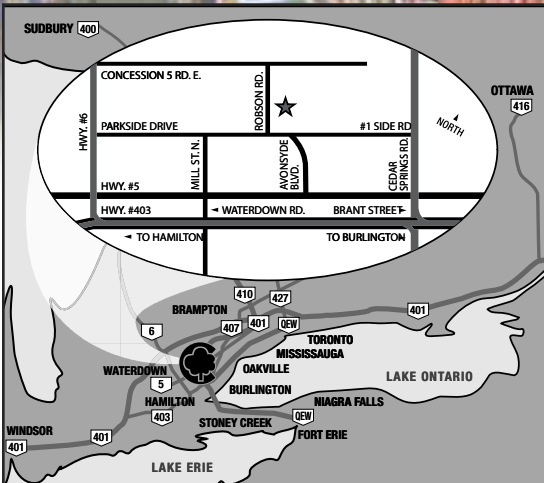 SUDBURY 400
CONCESSION 5 RD. E.
OTTAWA
416
HWY. #6
ROBSON RD.
NORTH
PARKSIDE DRIVE
#1 SIDE RD
MILL ST. N.
AVONSYDE
BLVD.
CEDAR
SPRINGS RD.
HWY. #5
HWY. #403
WATERDOWN RD.
BRANT STREET
TO HAMILTON
TO BURLINGTON
410
427
BRAMPTON
401
6
407
401
QEW
TORONTO
MISSISSAUGA
WATERDOWN
OAKVILLE
LAKE ONTARIO
5
BURLINGTON
HAMILTON
NIAGRA FALLS
403
STONEY CREEK
QEW
WINDSOR
401
FORT ERIE
401
LAKE ERIE